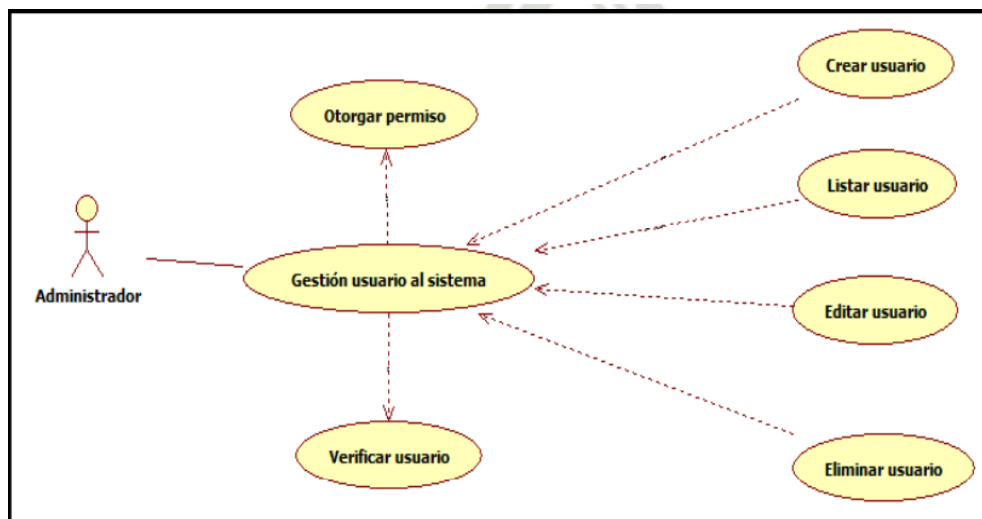 Crear usuario
Otorgar permiso
Listar usuario
Administrador
Gestión usuario al sistema
Editar usuario
Verificar usuario
Eliminar usuario